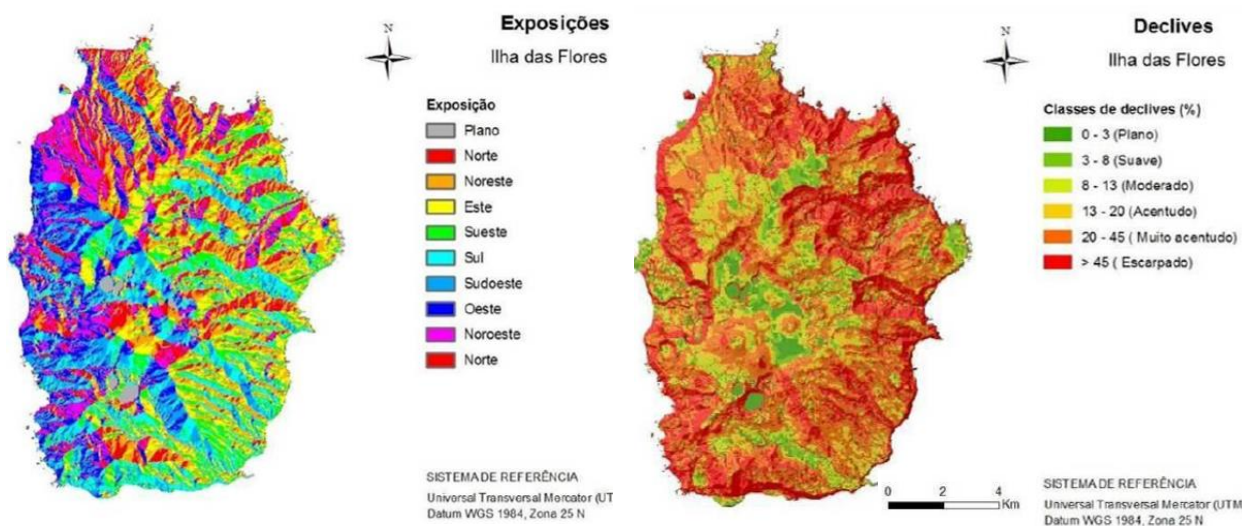 Exposições
Ilha das Flores
N
Exposição
Plano
Norte
Noreste
Este
Sueste
Sul
Sudoeste
Oeste
Noroeste
Norte
SISTEMA DE REFERÊNCIA
Universal Transversal Mercator (UT
Datum WGS 1984, Zona 25 N
Declives
Ilha das Flores
N
Classes de declives (%)
0 - 3 (Plano)
3 - 8 (Suave)
8 - 13 (Moderado)
13 - 20 (Acentudo)
20 - 45 ( Muito acentudo)
> 45 ( Escarpado)
0 2 4
Km
SISTEMA DE REFERÊNCIA
Universal Transversal Mercator (UTM
Datum WGS 1984, Zona 25 N